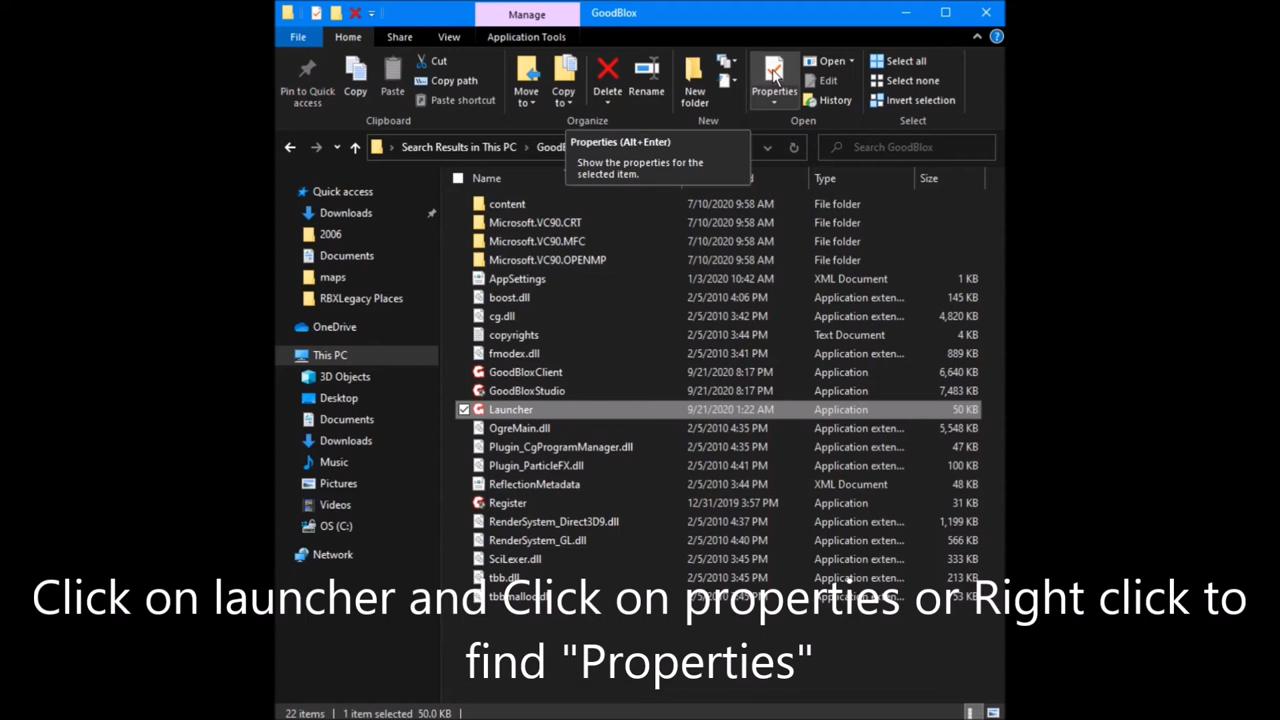 Manage
GoodBlox
File
Home
Share
View
Application Tools
Pin to Quick access
Copy
Paste
Cut
Copy path
Paste shortcut
Clipboard
Move to
Copy to
Delete
Rename
Organize
New folder
New
Properties
Open
Edit
History
Open
Select all
Select none
Invert selection
Select
Search Results in This PC
Search GoodBlox
Properties (Alt+Enter)
Show the properties for the
selected item.
Name
Type
Size
Quick access
Downloads
2006
Documents
maps
RBXLegacy Places
OneDrive
This PC
3D Objects
Desktop
Documents
Downloads
Music
Pictures
Videos
OS (C:)
Network
content 7/10/2020 9:58 AM File folder
Microsoft.VC90.CRT 7/10/2020 9:58 AM File folder
Microsoft.VC90.MFC 7/10/2020 9:58 AM File folder
Microsoft.VC90.OPENMP 7/10/2020 9:58 AM File folder
AppSettings 1/3/2020 10:42 AM XML Document 1 KB
boost.dll 2/5/2010 4:06 PM Application exten... 145 KB
cg.dll 2/5/2010 3:42 PM Application exten... 4,820 KB
copyrights 2/5/2010 3:44 PM Text Document 4 KB
fmodex.dll 2/5/2010 3:41 PM Application exten... 889 KB
GoodBloxClient 9/21/2020 8:17 PM Application 6,640 KB
GoodBloxStudio 9/21/2020 8:17 PM Application 7,483 KB
Launcher 9/21/2020 1:22 AM Application 50 KB
OgreMain.dll 2/5/2010 4:35 PM Application exten... 5,548 KB
Plugin_CgProgramManager.dll 2/5/2010 4:35 PM Application exten... 47 KB
Plugin_ParticleFX.dll 2/5/2010 4:41 PM Application exten... 100 KB
ReflectionMetadata 2/5/2010 4:35 PM XML Document 48 KB
Register 12/31/2019 3:57 PM Application 31 KB
RenderSystem_Direct3D9.dll 2/5/2010 4:37 PM Application exten... 1,199 KB
RenderSystem_GL.dll 2/5/2010 4:40 PM Application exten... 566 KB
SciLexer.dll 2/5/2010 3:45 PM Application exten... 333 KB
tbb.dll 2/5/2010 3:45 PM Application exten... 213 KB
Click on launcher and Click on properties or Right click to
find "Properties"
22 items 1 item selected 50.0 KB